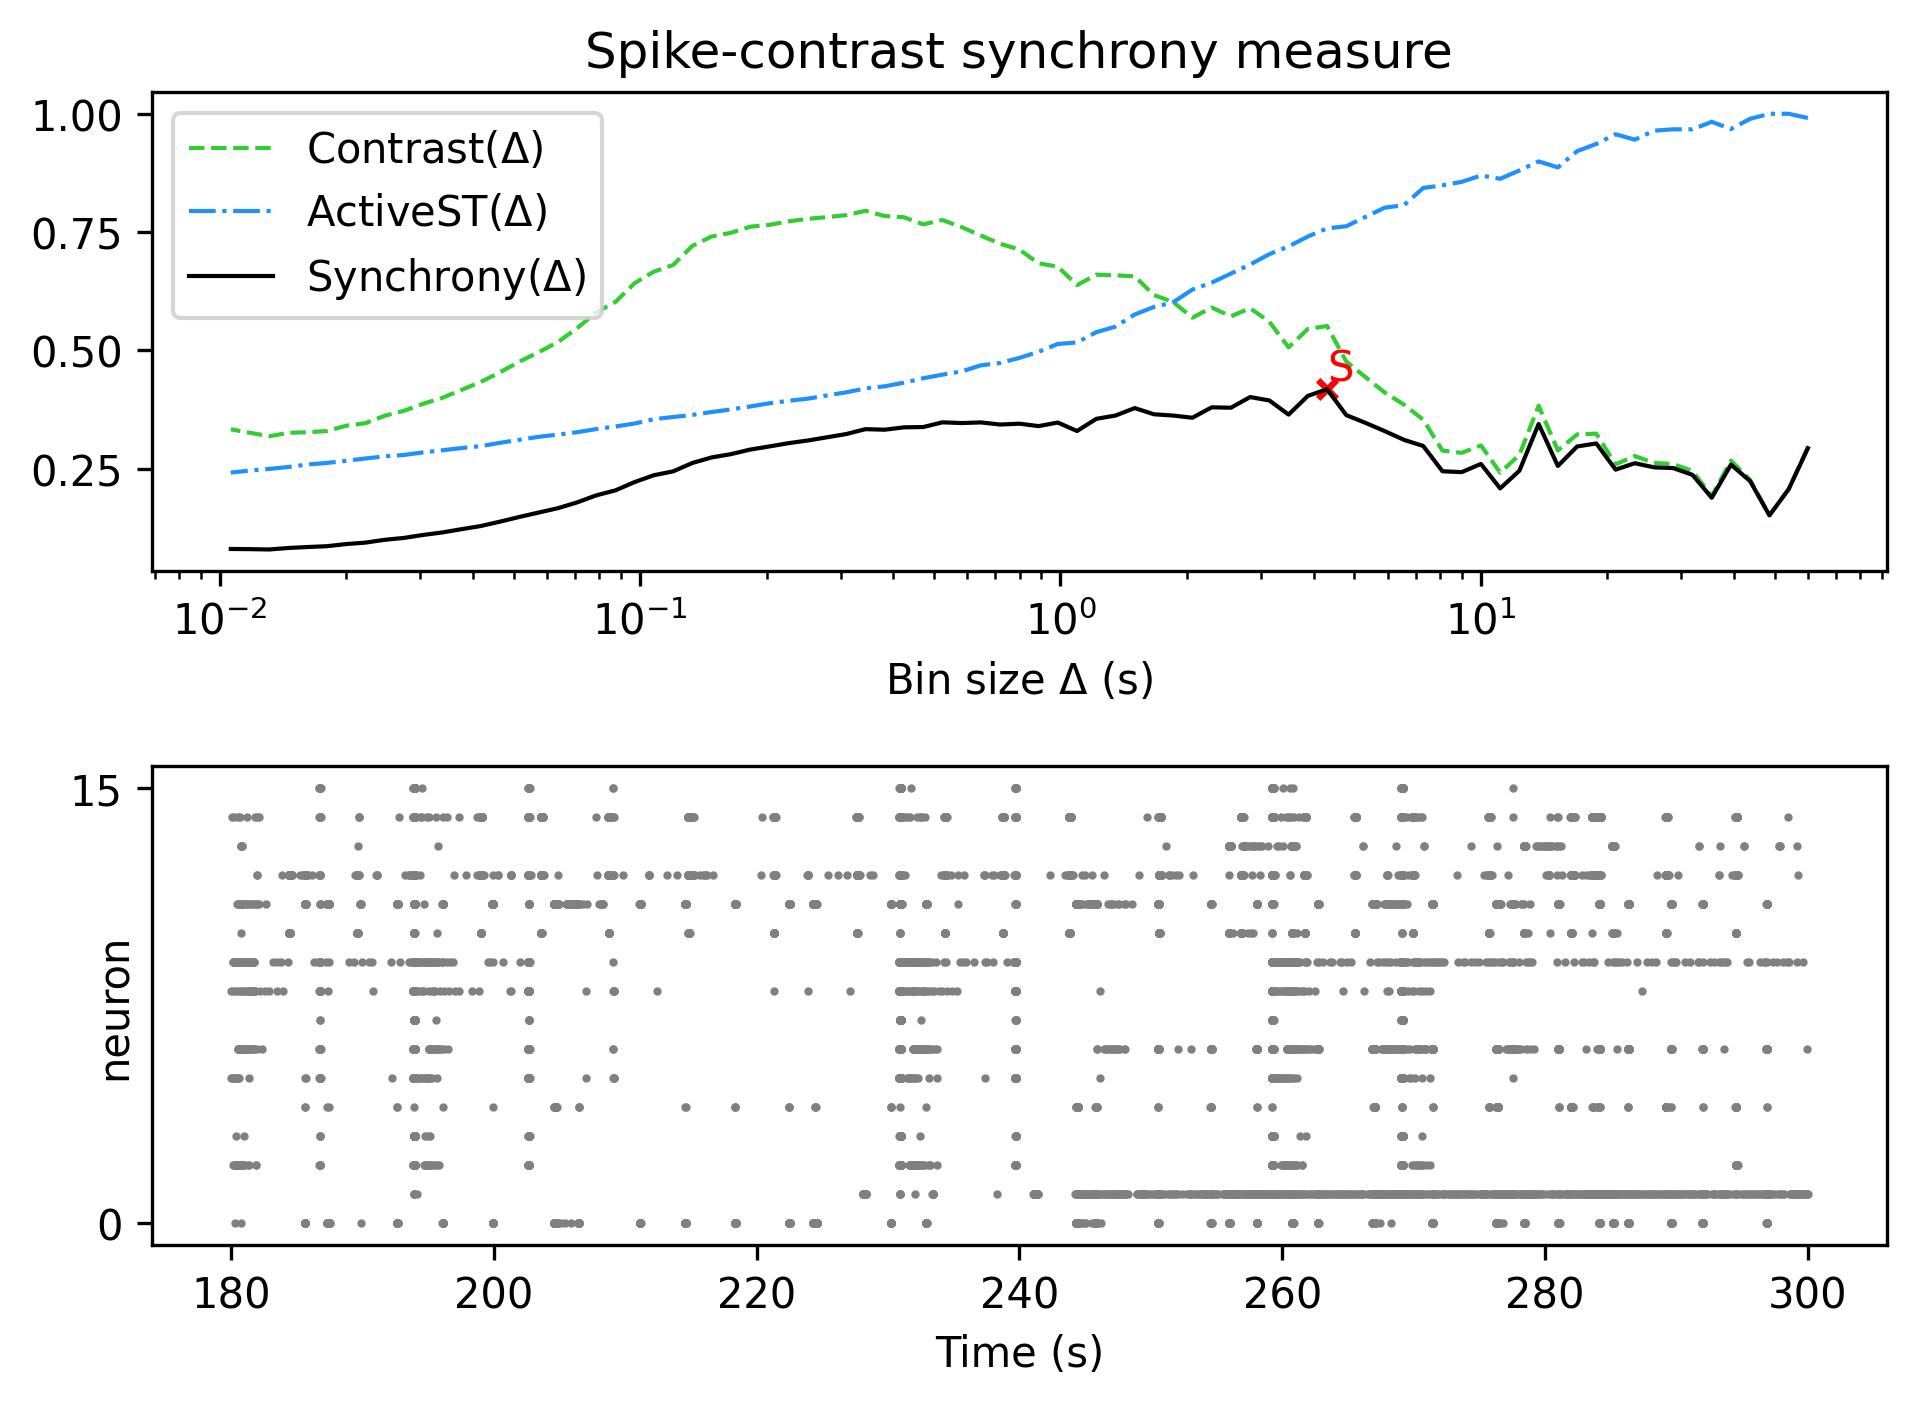 Spike-contrast synchrony measure
1.00
0.75
0.50
0.25
Contrast(Δ)
ActiveST(Δ)
Synchrony(Δ)
S
10⁻² 10⁻¹ 10⁰ 10¹
Bin size Δ (s)
15
0
neuron
180 200 220 240 260 280 300
Time (s)